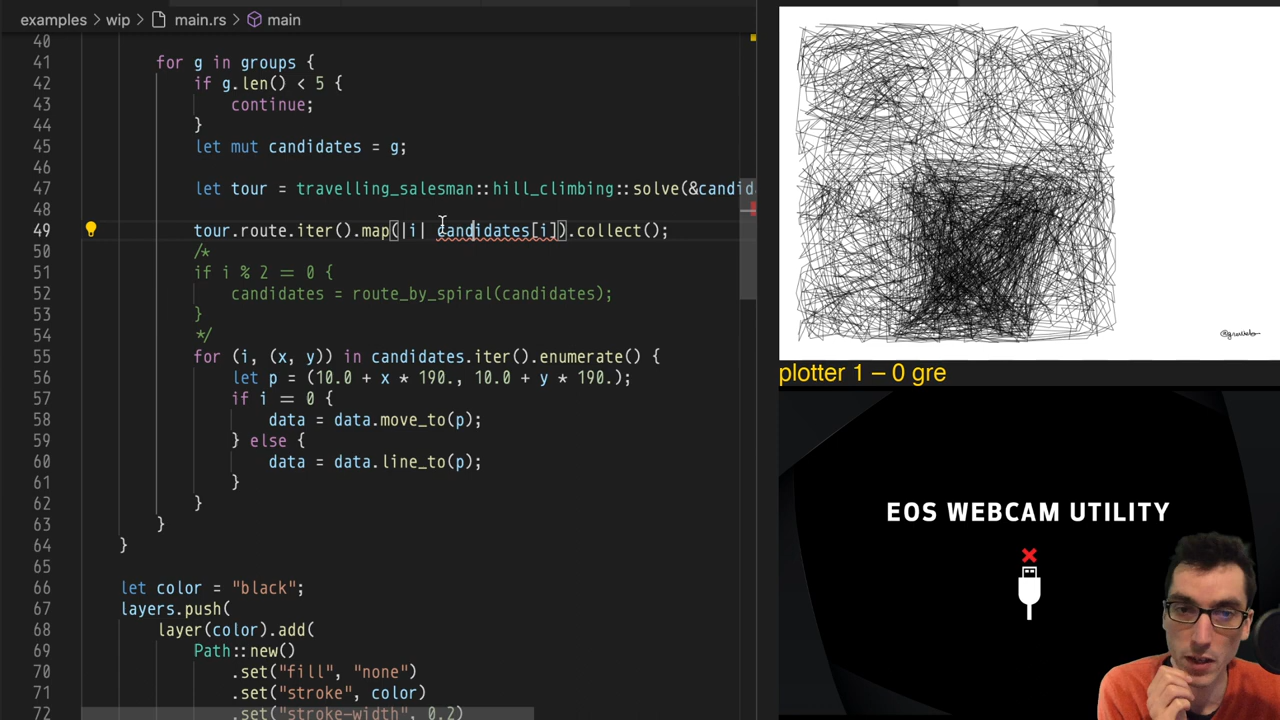 examples > wip > main.rs > main
40
41 for g in groups {
42 if g.len() < 5 {
43 continue;
44 }
45 let mut candidates = g;
46
47 let tour = travelling_salesman::hill_climbing::solve(&candid
48
49 tour.route.iter().map(|i| candidates[i]).collect();
50 /*
51 if i % 2 == 0 {
52 candidates = route_by_spiral(candidates);
53 }
54 */
55 for (i, (x, y)) in candidates.iter().enumerate() {
56 let p = (10.0 + x * 190., 10.0 + y * 190.);
57 if i == 0 {
58 data = data.move_to(p);
59 } else {
60 data = data.line_to(p);
61 }
62 }
63 }
64 }
65
66 let color = "black";
67 layers.push(
68 layer(color).add(
69 Path::new()
70 .set("fill", "none")
71 .set("stroke", color)
72 .set("stroke-width", 0.2)
plotter 1 – 0 gre
EOS WEBCAM UTILITY